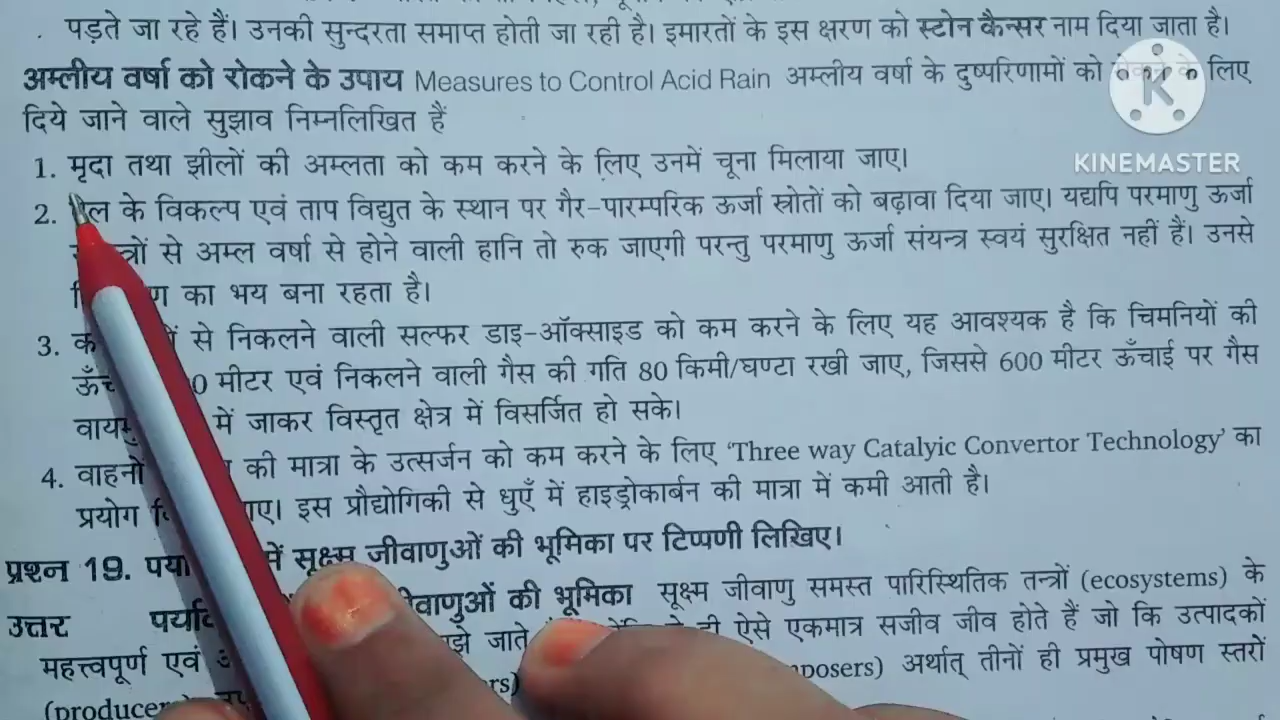 पड़ते जा रहे हैं। उनकी सुन्दरता समाप्त होती जा रही है। इमारतों के इस क्षरण को स्टोन कैन्सर नाम दिया जाता है।
अम्लीय वर्षा को रोकने के उपाय Measures to Control Acid Rain अम्लीय वर्षा के दुष्परिणामों को के लिए
दिये जाने वाले सुझाव निम्नलिखित हैं
KINEMASTER
1. मृदा तथा झीलों की अम्लता को कम करने के लिए उनमें चूना मिलाया जाए।
2. के विकल्प एवं ताप विद्युत के स्थान पर गैर-पारम्परिक ऊर्जा स्रोतों को बढ़ावा दिया जाए। यद्यपि परमाणु ऊर्जा
से अम्ल वर्षा से होने वाली हानि तो रुक जाएगी परन्तु परमाणु ऊर्जा संयन्त्र स्वयं सुरक्षित नहीं हैं। उनसे
का भय बना रहता है।
3. से निकलने वाली सल्फर डाइ-ऑक्साइड को कम करने के लिए यह आवश्यक है कि चिमनियों की
मीटर एवं निकलने वाली गैस की गति 80 किमी/घण्टा रखी जाए, जिससे 600 मीटर ऊँचाई पर गैस
में जाकर विस्तृत क्षेत्र में विसर्जित हो सके।
4. वाहनों की मात्रा के उत्सर्जन को कम करने के लिए ‘Three way Catalyic Convertor Technology’ का
प्रयोग इस प्रौद्योगिकी से धुएँ में हाइड्रोकार्बन की मात्रा में कमी आती है।
प्रश्न 19. में सूक्ष्म जीवाणुओं की भूमिका पर टिप्पणी लिखिए।
उत्तर की भूमिका सूक्ष्म जीवाणु समस्त पारिस्थितिक तन्त्रों (ecosystems) के
महत्त्वपूर्ण एवं जाते ही ऐसे एकमात्र सजीव जीव होते हैं जो कि उत्पादकों
अर्थात् तीनों ही प्रमुख पोषण स्तरों